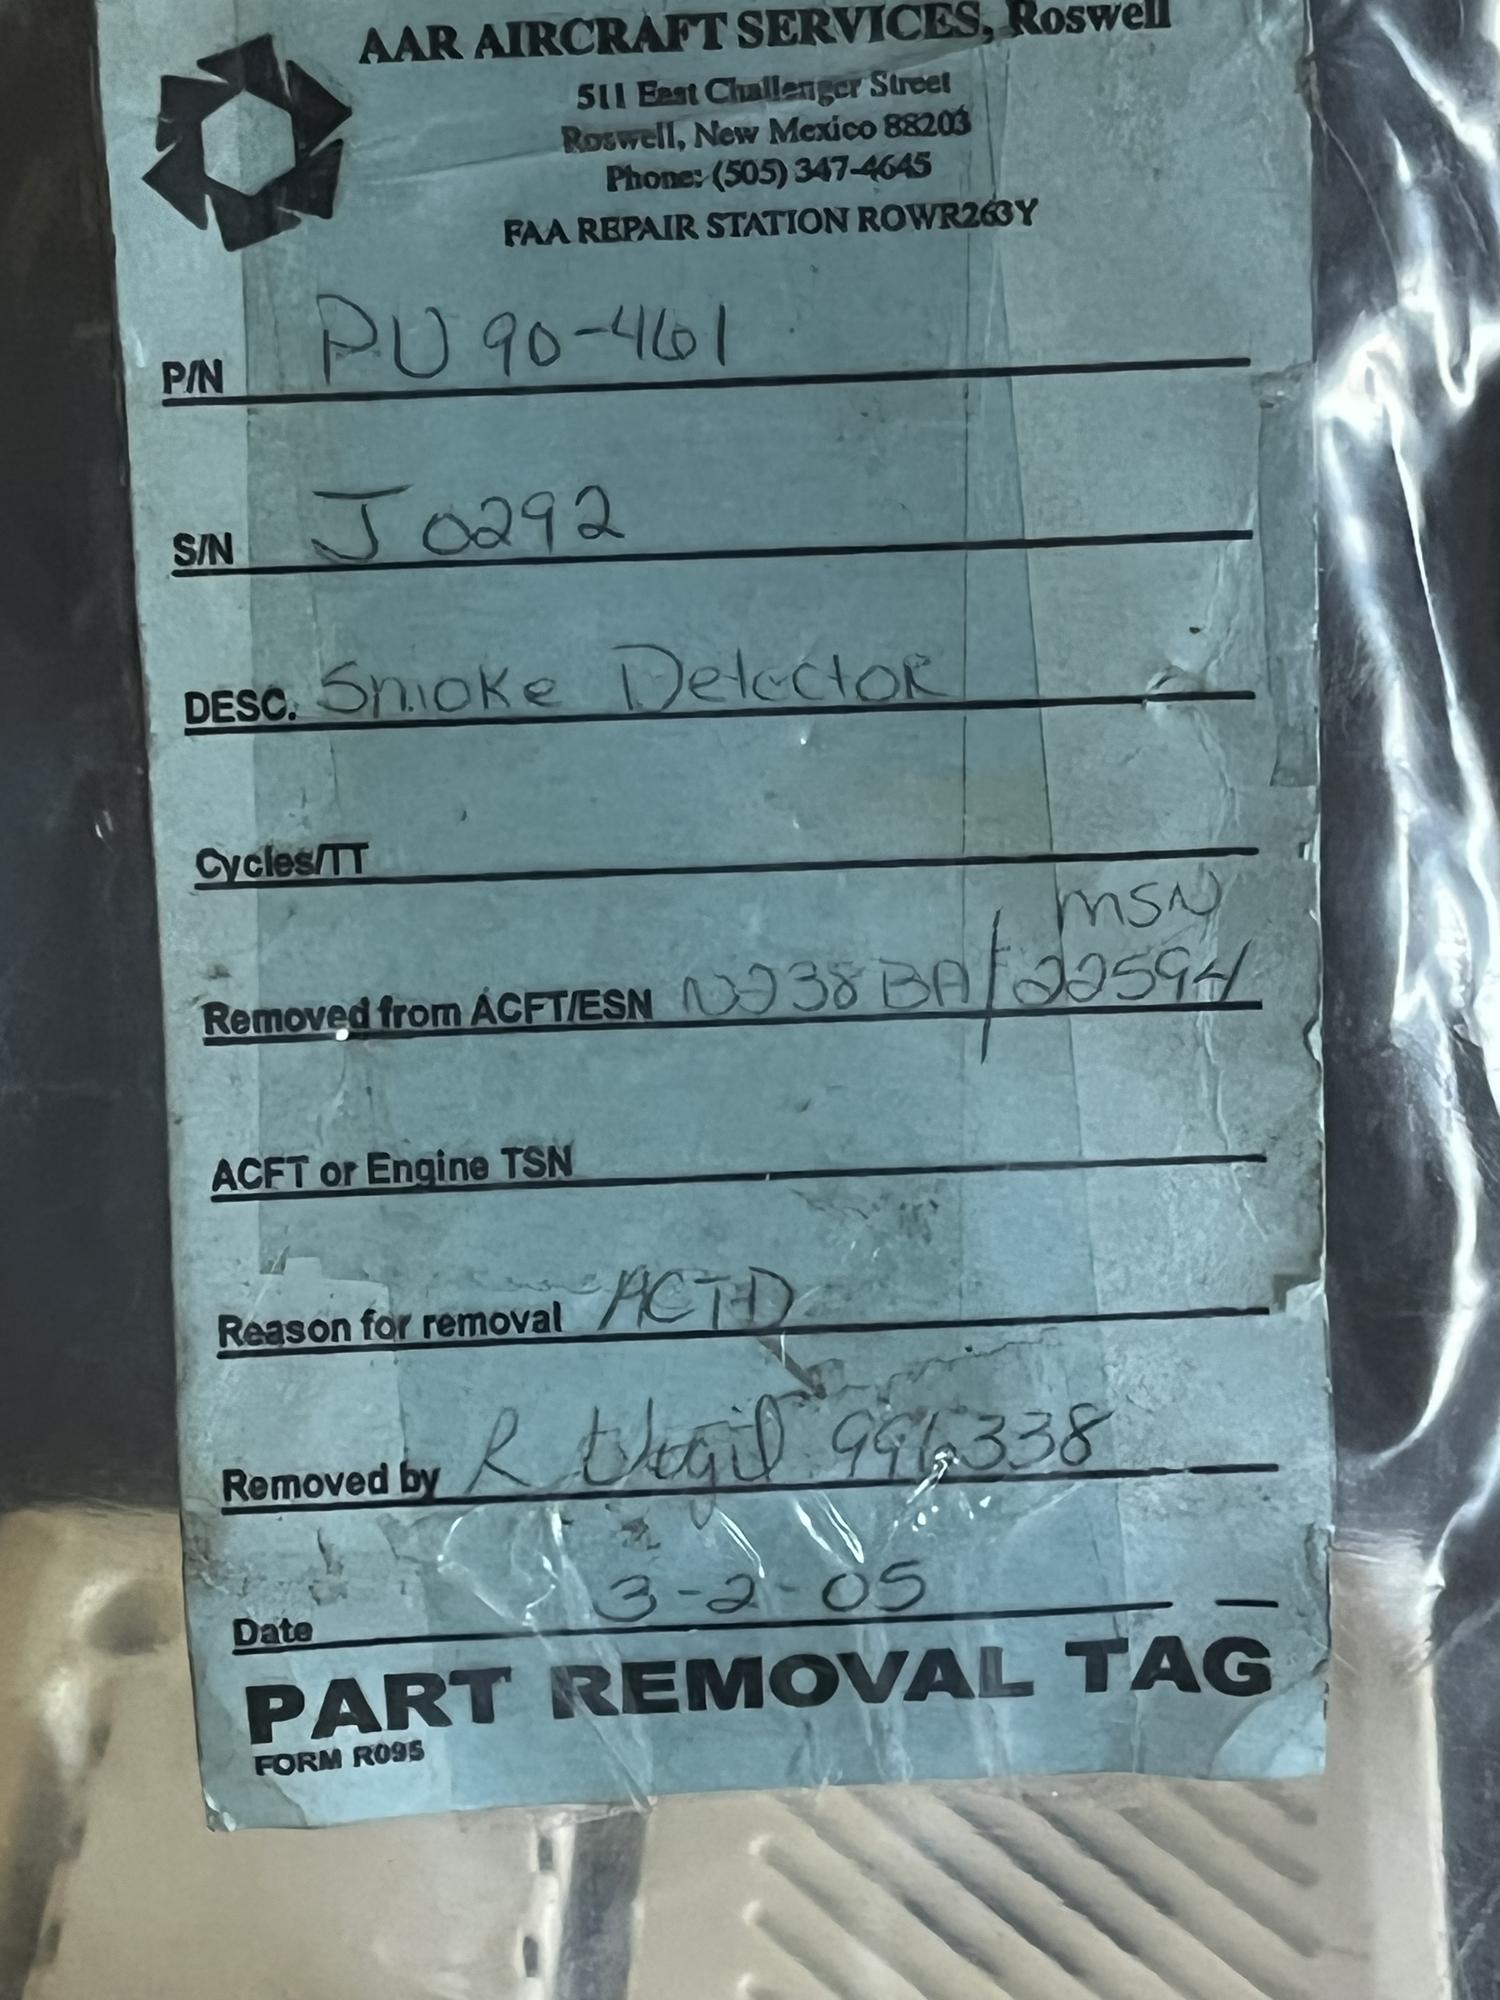 AAR AIRCRAFT SERVICES, Roswell
511 East Challenger Street
Roswell, New Mexico 88203
Phone: (505) 347-4645
FAA REPAIR STATION ROWR263Y
P/N PU 90-461
S/N J 0292
DESC. Smoke Detector
Cycles/TT
MSN
Removed from ACFT/ESN N238BA/22594
ACFT or Engine TSN
Reason for removal ACTD
Removed by R 996338
Date 3-2-05
PART REMOVAL TAG
FORM R095